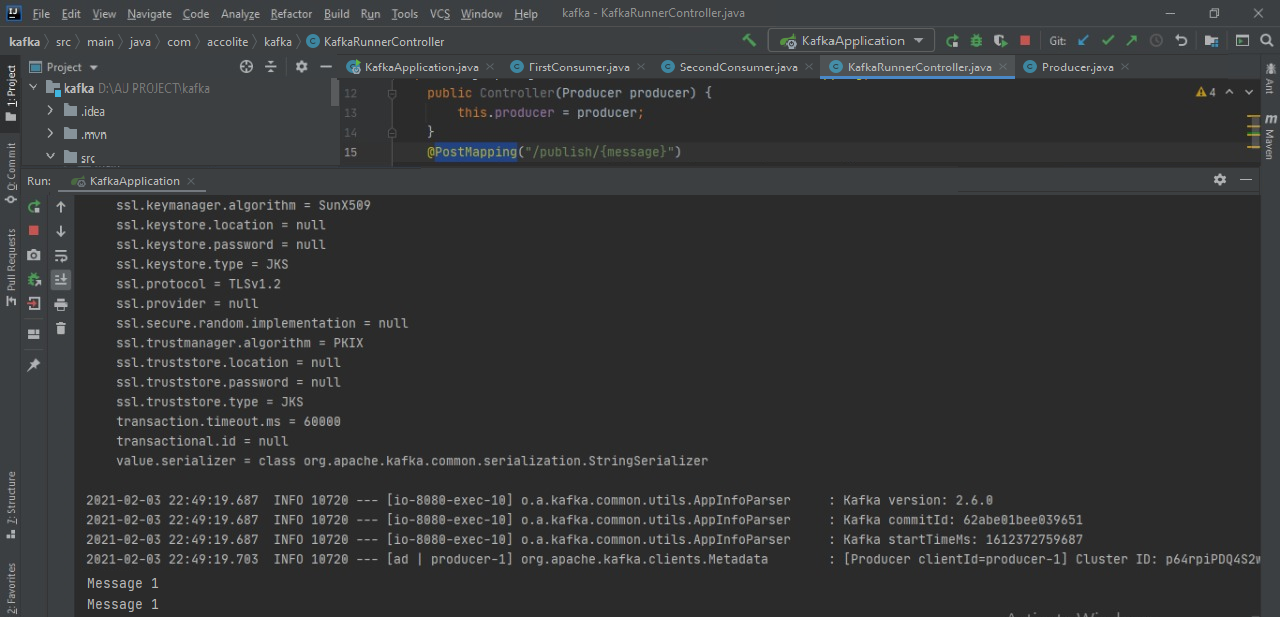 File Edit View Navigate Code Analyze Refactor Build Run Tools VCS Window Help kafka - KafkaRunnerController.java
kafka src main java com accolite kafka KafkaRunnerController
KafkaApplication Git:
Project
KafkaApplication.java FirstConsumer.java SecondConsumer.java KafkaRunnerController.java Producer.java
kafka D:\AJ PROJECT\kafka
.idea
.mvn
src
12 public Controller(Producer producer) {
13 this.producer = producer;
14 }
15 @PostMapping("/publish/{message}")
4
1: Project
0: Commit
Pull Requests
7: Structure
2: Favorites
Ant
Maven
Run: KafkaApplication
ssl.keymanager.algorithm = SunX509
ssl.keystore.location = null
ssl.keystore.password = null
ssl.keystore.type = JKS
ssl.protocol = TLSv1.2
ssl.provider = null
ssl.secure.random.implementation = null
ssl.trustmanager.algorithm = PKIX
ssl.truststore.location = null
ssl.truststore.password = null
ssl.truststore.type = JKS
transaction.timeout.ms = 60000
transactional.id = null
value.serializer = class org.apache.kafka.common.serialization.StringSerializer
2021-02-03 22:49:19.687 INFO 10720 --- [io-8080-exec-10] o.a.kafka.common.utils.AppInfoParser : Kafka version: 2.6.0
2021-02-03 22:49:19.687 INFO 10720 --- [io-8080-exec-10] o.a.kafka.common.utils.AppInfoParser : Kafka commitId: 62abe01bee039651
2021-02-03 22:49:19.687 INFO 10720 --- [io-8080-exec-10] o.a.kafka.common.utils.AppInfoParser : Kafka startTimeMs: 1612372759687
2021-02-03 22:49:19.703 INFO 10720 --- [ad | producer-1] org.apache.kafka.clients.Metadata : [Producer clientId=producer-1] Cluster ID: p64rpiPDQ4S2w
Message 1
Message 1